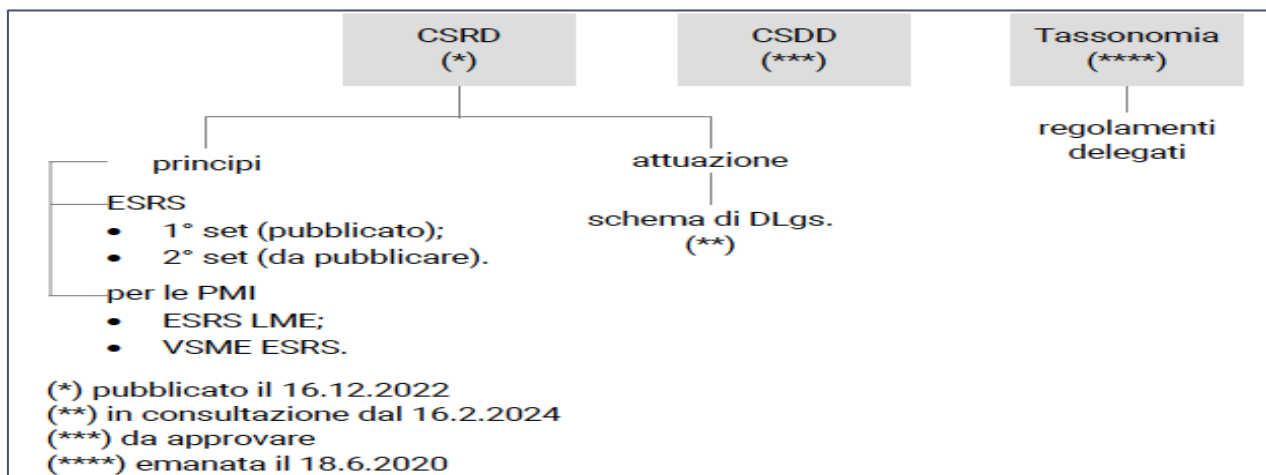 CSRD
(*)
CSDD
(***)
Tassonomia
(****)
principi
attuazione
regolamenti
delegati
ESRS
• 1° set (pubblicato);
• 2° set (da pubblicare).
schema di DLgs.
(**)
per le PMI
• ESRS LME;
• VSME ESRS.
(*) pubblicato il 16.12.2022
(**) in consultazione dal 16.2.2024
(***) da approvare
(****) emanata il 18.6.2020